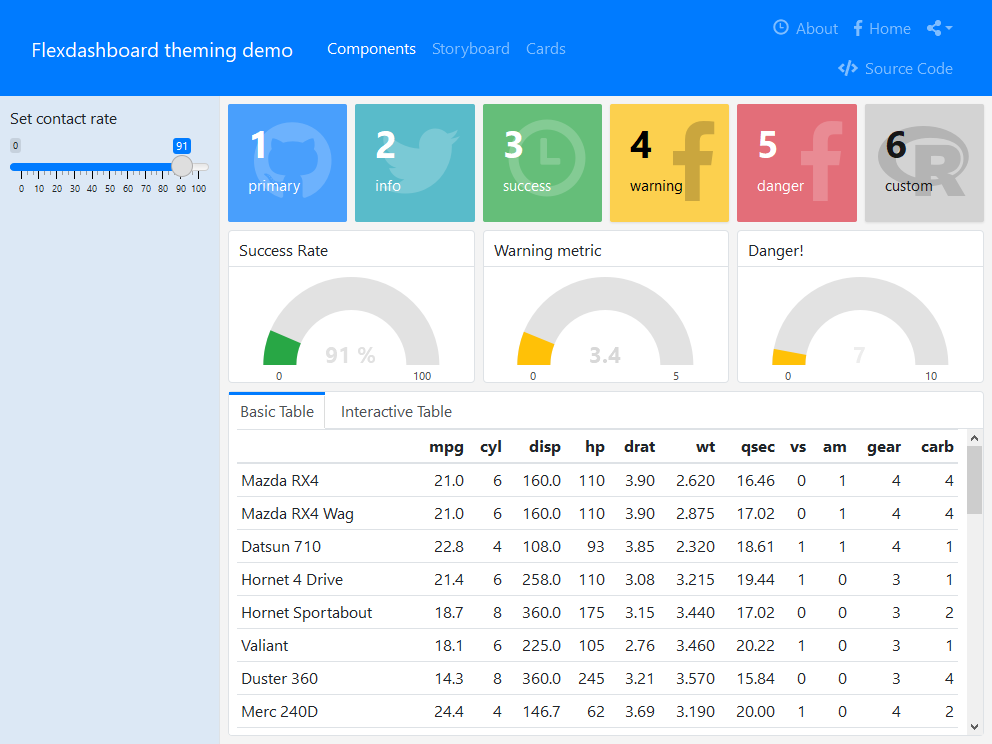 Flexdashboard theming demo
Components Storyboard Cards
About Home
Source Code
Set contact rate
0 91
0 10 20 30 40 50 60 70 80 90 100
1 primary
2 info
3 success
4 warning
5 danger
6 custom
Success Rate
91 %
0 100
Warning metric
3.4
0 5
Danger!
7
0 10
Basic Table Interactive Table
mpg cyl disp hp drat wt qsec vs am gear carb
Mazda RX4 21.0 6 160.0 110 3.90 2.620 16.46 0 1 4 4
Mazda RX4 Wag 21.0 6 160.0 110 3.90 2.875 17.02 0 1 4 4
Datsun 710 22.8 4 108.0 93 3.85 2.320 18.61 1 1 4 1
Hornet 4 Drive 21.4 6 258.0 110 3.08 3.215 19.44 1 0 3 1
Hornet Sportabout 18.7 8 360.0 175 3.15 3.440 17.02 0 0 3 2
Valiant 18.1 6 225.0 105 2.76 3.460 20.22 1 0 3 1
Duster 360 14.3 8 360.0 245 3.21 3.570 15.84 0 0 3 4
Merc 240D 24.4 4 146.7 62 3.69 3.190 20.00 1 0 4 2